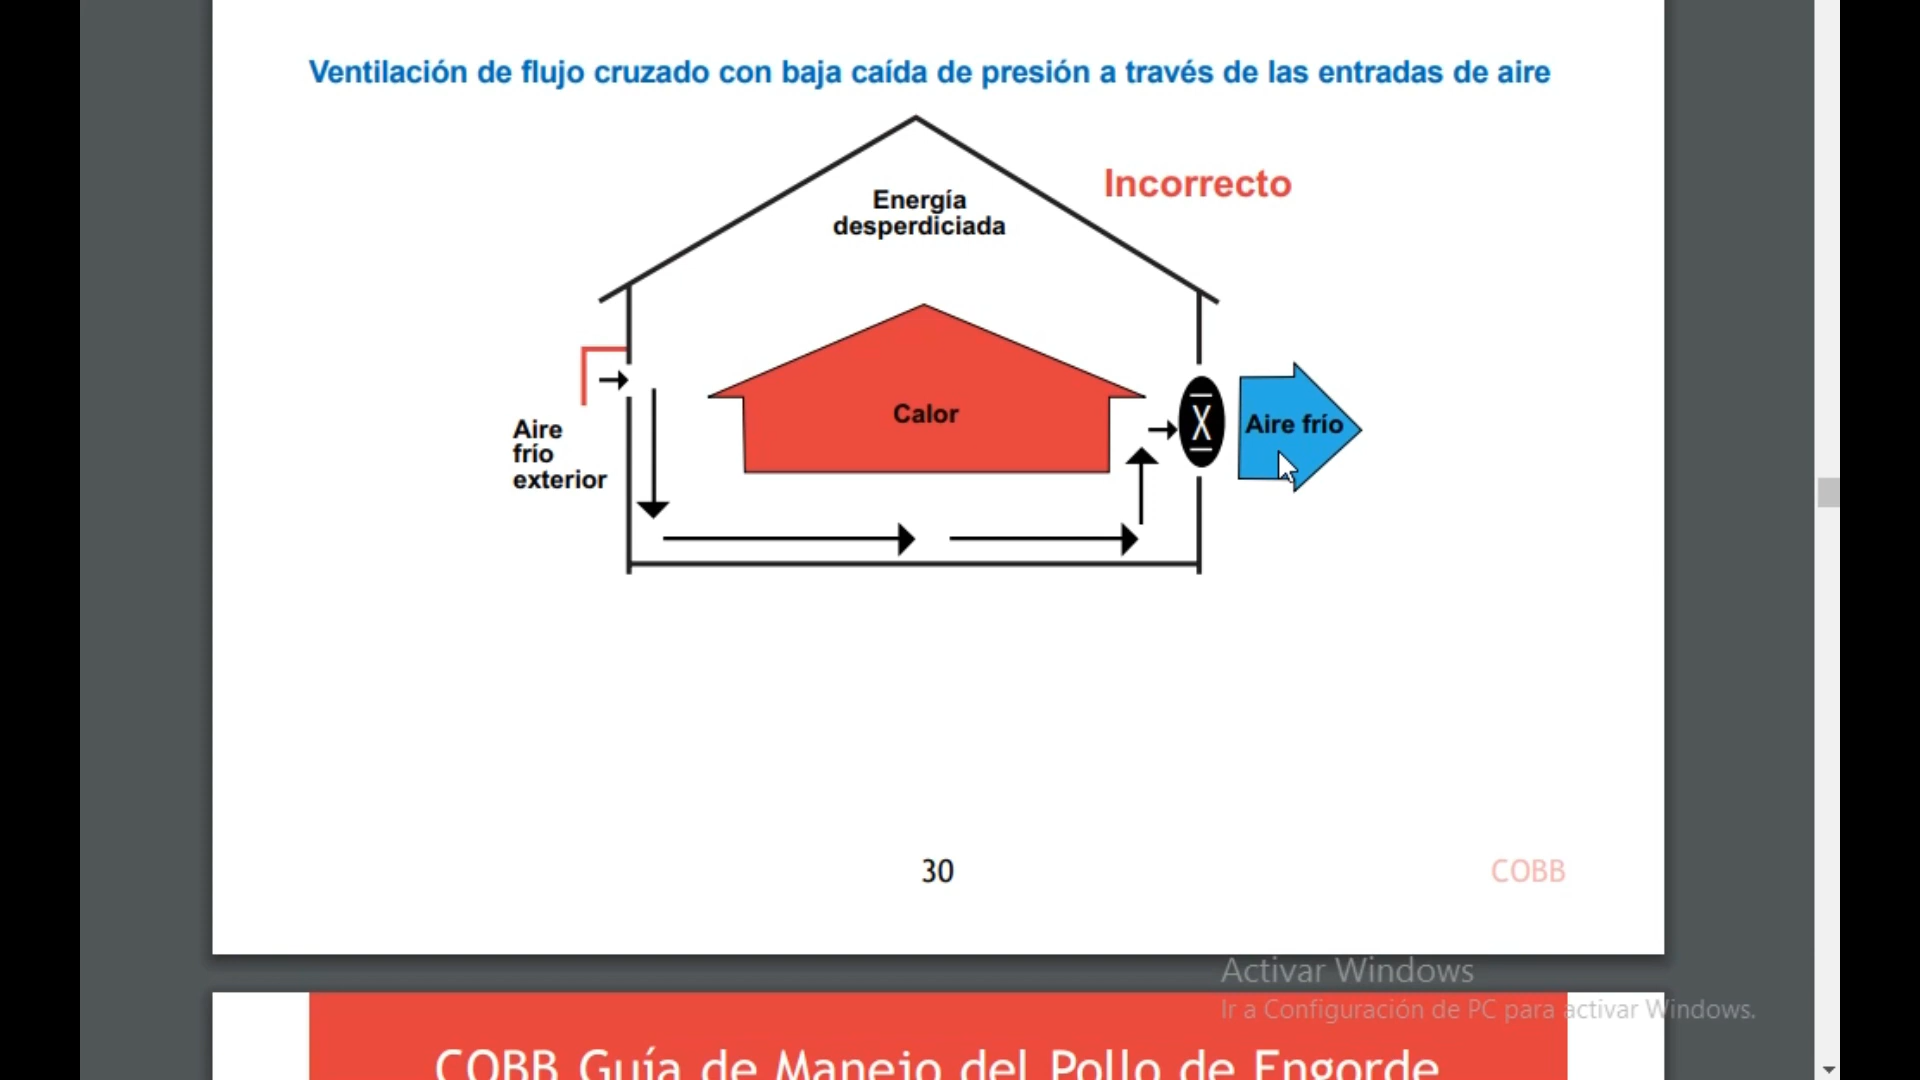 Ventilación de flujo cruzado con baja caída de presión a través de las entradas de aire
Incorrecto
Energía
desperdiciada
Calor
Aire
frío
exterior
X
Aire frío
30
COBB
Activar Windows
Ir a Configuración de PC para activar Windows.
COBB Guía de Manejo del Pollo de Engorde